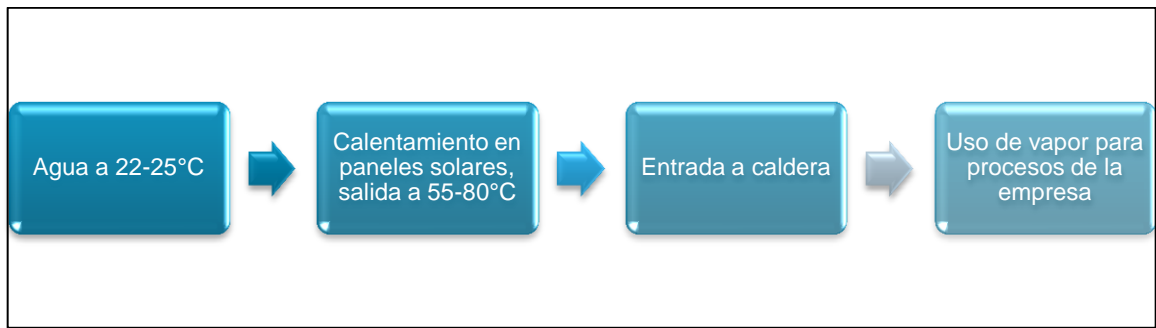 Agua a 22-25°C
Calentamiento en
paneles solares,
salida a 55-80°C
Entrada a caldera
Uso de vapor para
procesos de la
empresa